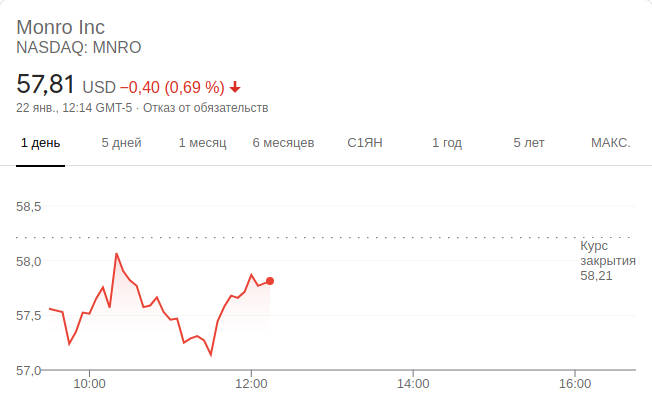 Monro Inc
NASDAQ: MNRO
57,81 USD −0,40 (0,69 %)
22 янв., 12:14 GMT-5 · Отказ от обязательств
1 день 5 дней 1 месяц 6 месяцев С1ЯН 1 год 5 лет МАКС.
58,5
58,0
57,5
57,0
Курс
закрытия
58,21
10:00 12:00 14:00 16:00